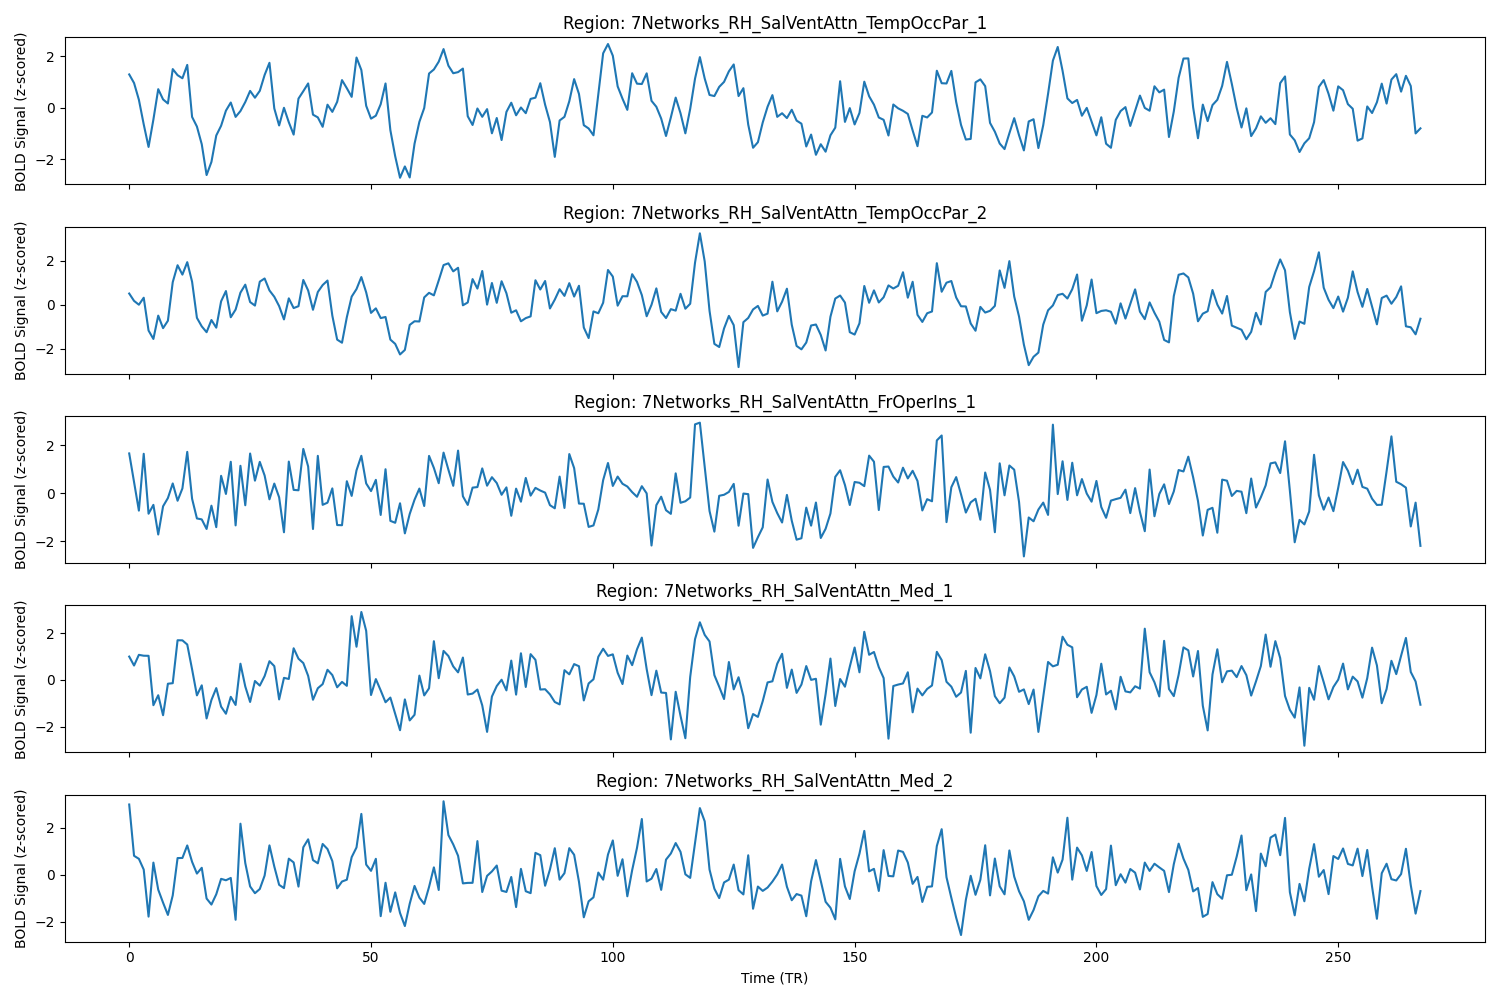 Region: 7Networks_RH_SalVentAttn_TempOccPar_1
BOLD Signal (z-scored)
2
0
−2
Region: 7Networks_RH_SalVentAttn_TempOccPar_2
BOLD Signal (z-scored)
2
0
−2
Region: 7Networks_RH_SalVentAttn_FrOperIns_1
BOLD Signal (z-scored)
2
0
−2
Region: 7Networks_RH_SalVentAttn_Med_1
BOLD Signal (z-scored)
2
0
−2
Region: 7Networks_RH_SalVentAttn_Med_2
BOLD Signal (z-scored)
2
0
−2
0 50 100 150 200 250
Time (TR)